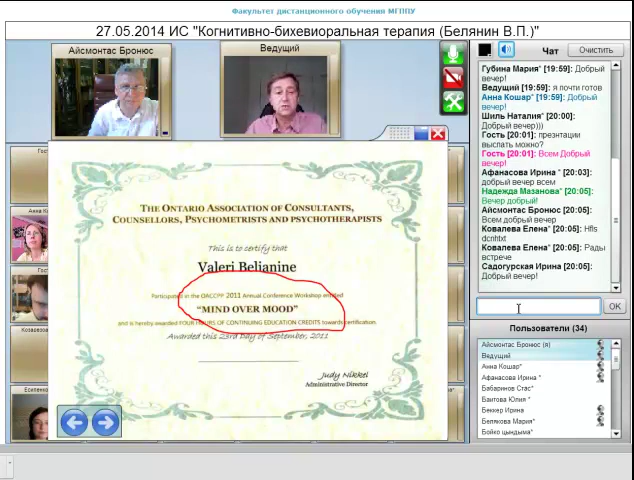 Факультет дистанционного обучения МГППУ
27.05.2014 ИС "Когнитивно-бихевиоральная терапия (Белянин В.П.)"
Айсмонтас Бронюс
Ведущий
THE ONTARIO ASSOCIATION OF CONSULTANTS,
COUNSELLORS, PSYCHOMETRISTS AND PSYCHOTHERAPISTS
This is to certify that
Valeri Belianine
Participated in the OACCPP 2011 Annual Conference Workshop entitled
"MIND OVER MOOD"
and is hereby awarded FOUR HOURS OF CONTINUING EDUCATION CREDITS towards certification.
Awarded this 23rd Day of September, 2011
Judy Nikkel
Administrative Director
Чат
Очистить
Губина Мария* [19:59]: Добрый
вечер!
Ведущий [19:59]: я почти готов
Анна Кошар* [19:59]: Добрый
вечер!
Шиль Наталия* [20:00]:
Добрый вечер)))
Гость [20:01]: презнтации
выслать можно?
Гость [20:01]: Всем Добрый
вечер!
Афанасова Ирина * [20:03]:
добрый вечер всем
Надежда Мазанова* [20:05]:
Вечер добрый!
Айсмонтас Бронюс [20:05]:
Всем добрый вечер
Ковалева Елена* [20:05]: Hfls
dcnhtxt
Ковалева Елена* [20:05]: Рады
встрече
Садогурская Ирина [20:05]:
Добрый вечер!
OK
Пользователи (34)
Айсмонтас Бронюс (я)
Ведущий
Анна Кошар*
Афанасова Ирина *
Бабаринов Стас*
Баитова Юлия *
Беккер Ирина
Белякова Мария*
Бойко цындыма*